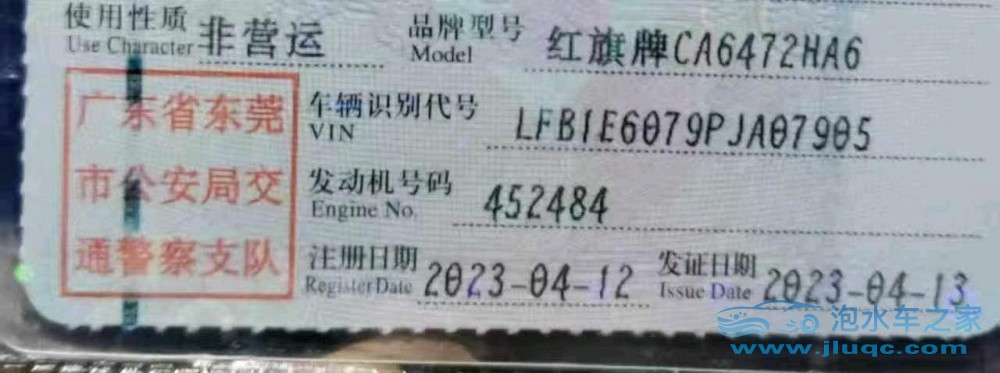 使用性质 非营运 品牌型号 红旗牌CA6472HA6
Use Character Model
广东省东莞
市公安局交
通警察支队
车辆识别代号 LFB1E6079PJA07905
VIN
发动机号码 452484
Engine No.
注册日期 2023-04-12 发证日期 2023-04-13
Register Date Issue Date
泡水车之家
www.jluqc.com